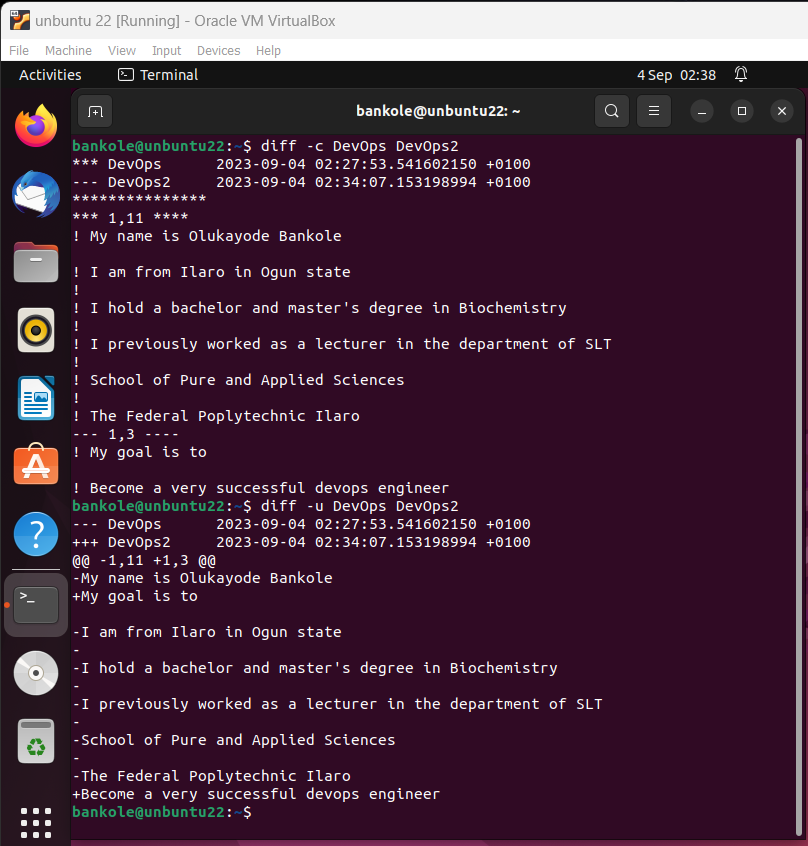 unbuntu 22 [Running] - Oracle VM VirtualBox
File Machine View Input Devices Help
Activities Terminal 4 Sep 02:38
bankole@unbuntu22: ~
bankole@unbuntu22:~$ diff -c DevOps DevOps2
*** DevOps      2023-09-04 02:27:53.541602150 +0100
--- DevOps2     2023-09-04 02:34:07.153198994 +0100
***************
*** 1,11 ****
! My name is Olukayode Bankole

! I am from Ilaro in Ogun state
!
! I hold a bachelor and master's degree in Biochemistry
!
! I previously worked as a lecturer in the department of SLT
!
! School of Pure and Applied Sciences
!
! The Federal Poplytechnic Ilaro
--- 1,3 ----
! My goal is to

! Become a very successful devops engineer
bankole@unbuntu22:~$ diff -u DevOps DevOps2
--- DevOps      2023-09-04 02:27:53.541602150 +0100
+++ DevOps2     2023-09-04 02:34:07.153198994 +0100
@@ -1,11 +1,3 @@
-My name is Olukayode Bankole
+My goal is to

-I am from Ilaro in Ogun state
-
-I hold a bachelor and master's degree in Biochemistry
-
-I previously worked as a lecturer in the department of SLT
-
-School of Pure and Applied Sciences
-
-The Federal Poplytechnic Ilaro
+Become a very successful devops engineer
bankole@unbuntu22:~$